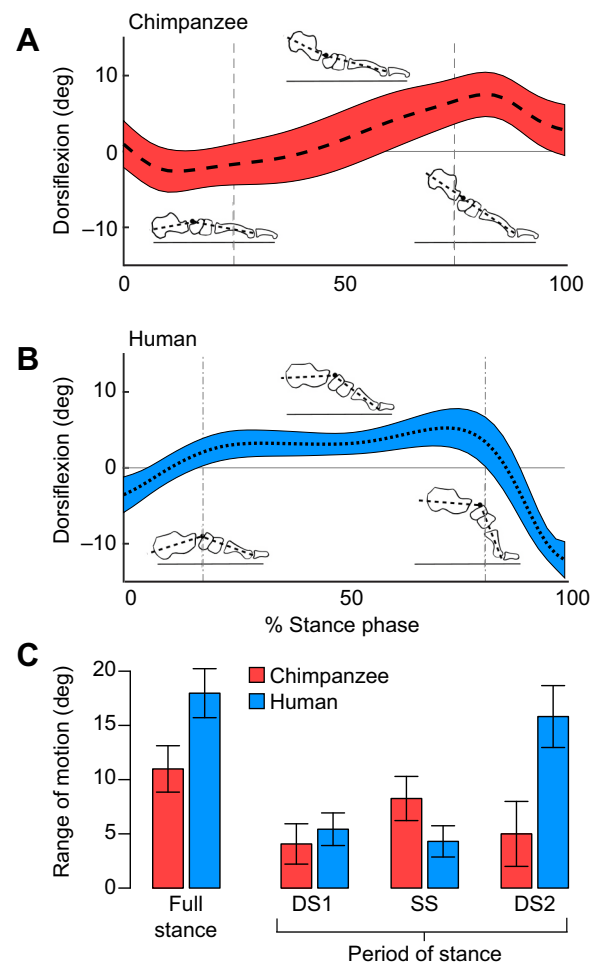 A
Chimpanzee
Dorsiflexion (deg)
10
0
–10
0
50
100
B
Human
Dorsiflexion (deg)
10
0
–10
0
50
100
% Stance phase
C
Range of motion (deg)
20
15
10
5
0
Chimpanzee
Human
Full
stance
DS1
SS
DS2
Period of stance